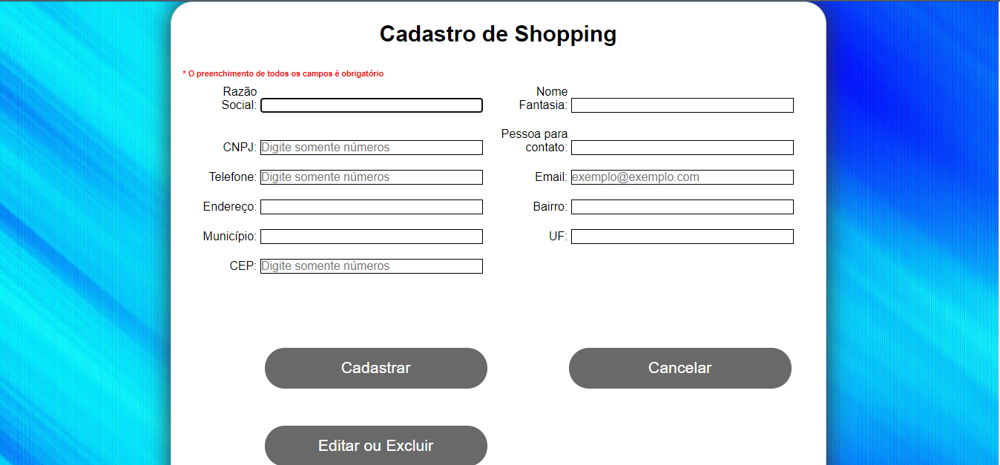 Cadastro de Shopping
* O preenchimento de todos os campos é obrigatório
Razão
Social:
Nome
Fantasia:
CNPJ: Digite somente números
Pessoa para
contato:
Telefone: Digite somente números
Email: exemplo@exemplo.com
Endereço:
Bairro:
Município:
UF:
CEP: Digite somente números
Cadastrar
Cancelar
Editar ou Excluir